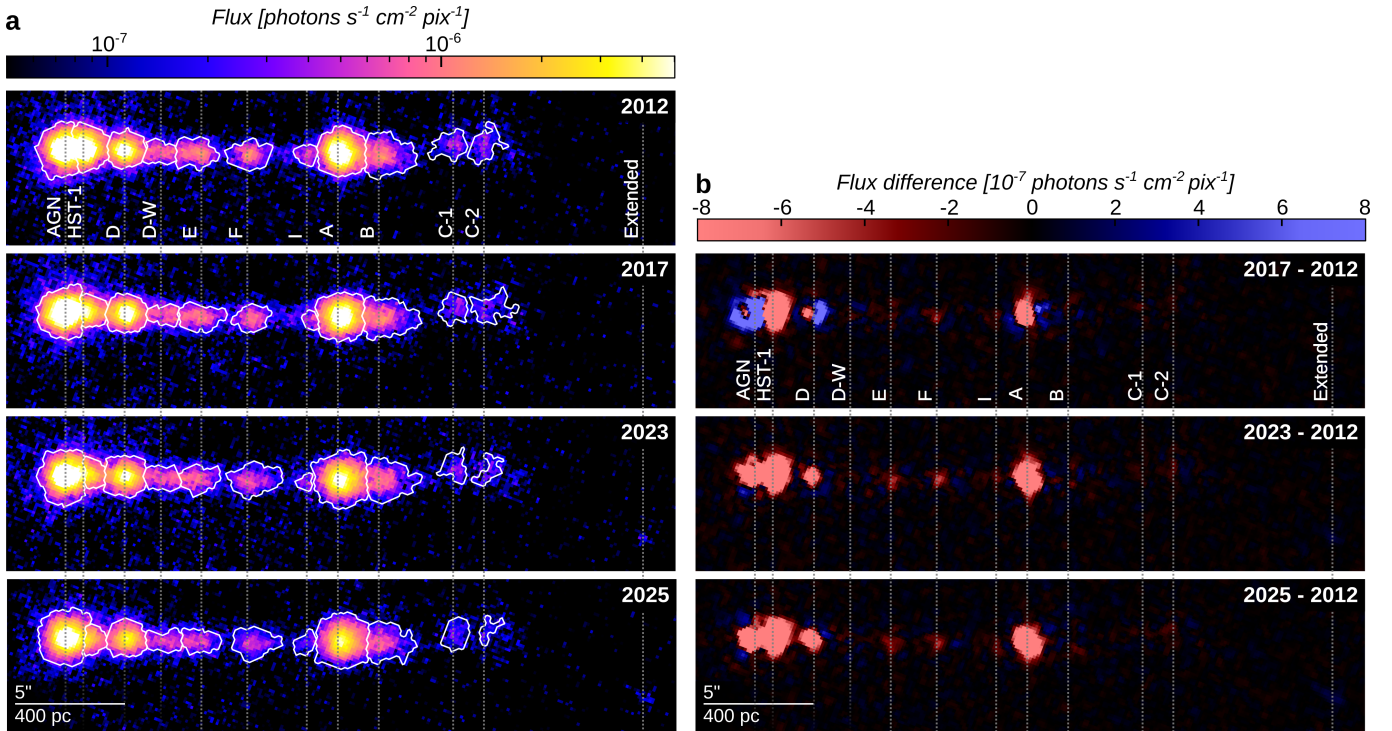 a
Flux [photons s⁻¹ cm⁻² pix⁻¹]
10⁻⁷ 10⁻⁶
2012
AGN HST-1 D D-W E F I A B C-1 C-2 Extended
2017
2023
2025
5"
400 pc
b
Flux difference [10⁻⁷ photons s⁻¹ cm⁻² pix⁻¹]
-8 -6 -4 -2 0 2 4 6 8
2017 - 2012
AGN HST-1 D D-W E F I A B C-1 C-2 Extended
2023 - 2012
2025 - 2012
5"
400 pc